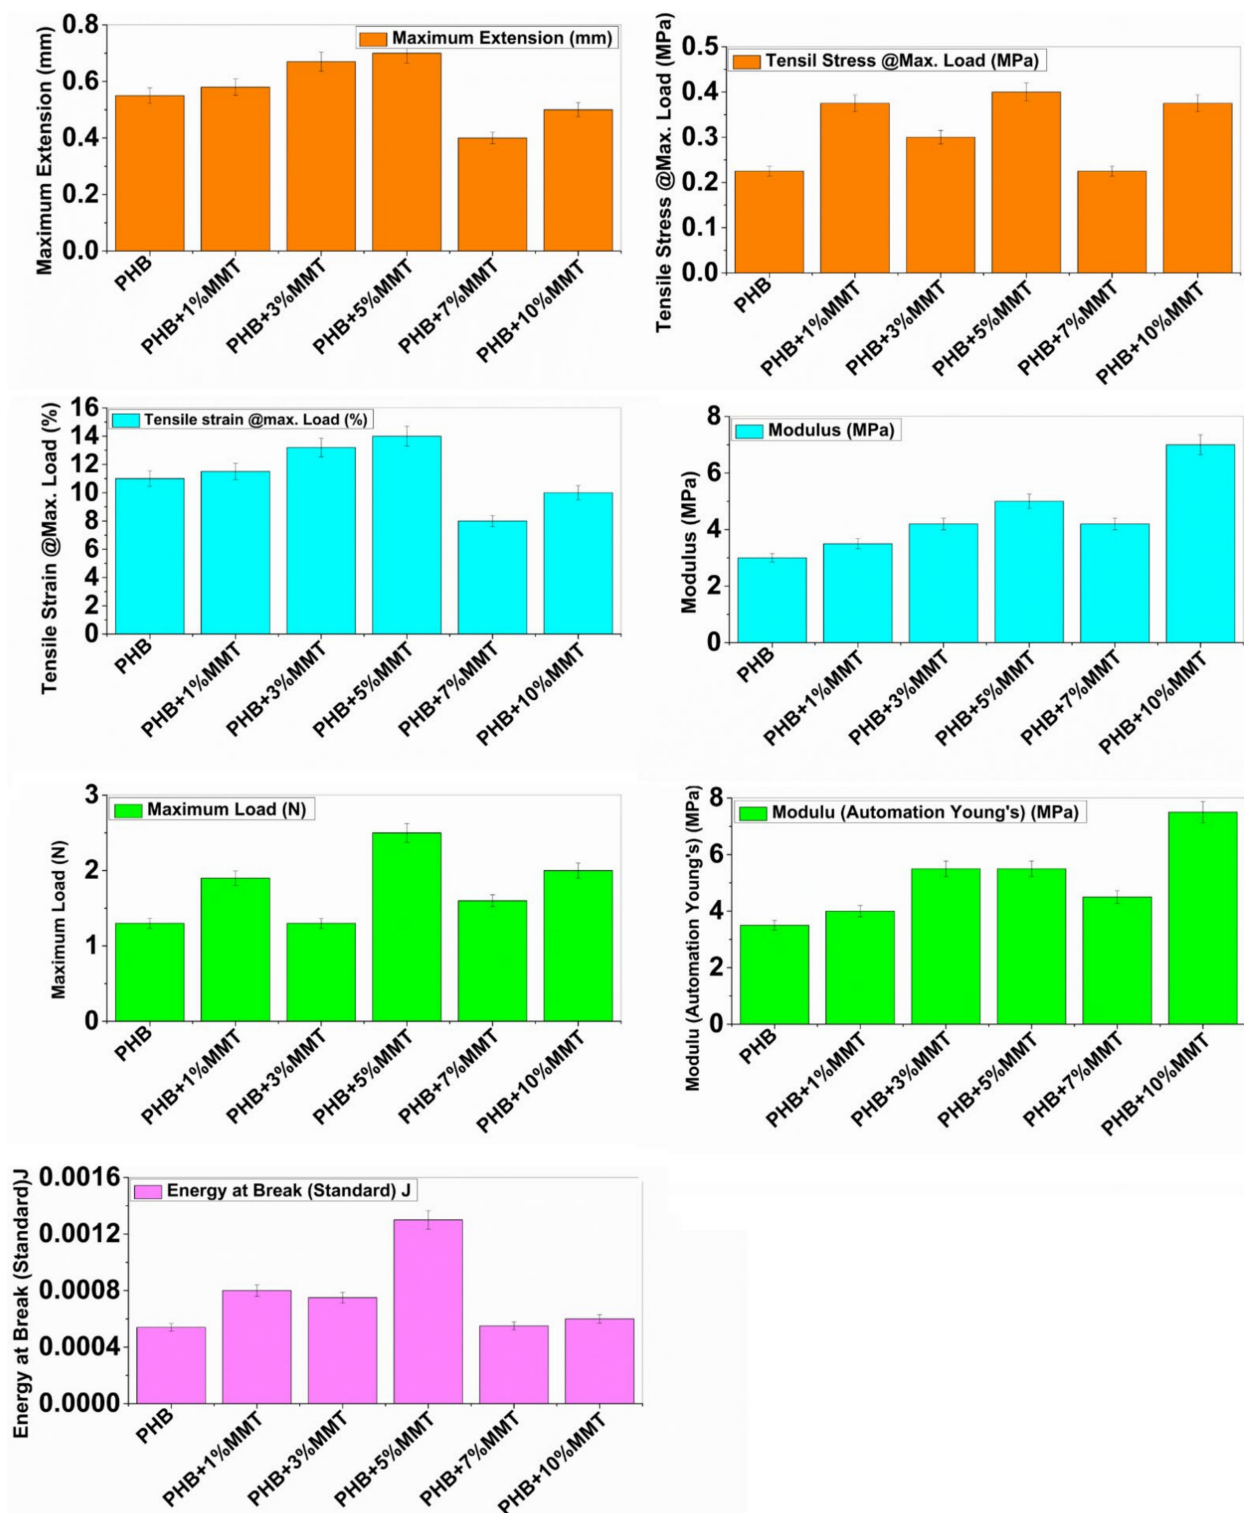 Maximum Extension (mm)
0.8
0.6
0.4
0.2
0.0
Maximum Extension (mm)
PHB
PHB+1%MMT
PHB+3%MMT
PHB+5%MMT
PHB+7%MMT
PHB+10%MMT
Tensile Stress @Max. Load (MPa)
0.5
0.4
0.3
0.2
0.1
0.0
Tensil Stress @Max. Load (MPa)
PHB
PHB+1%MMT
PHB+3%MMT
PHB+5%MMT
PHB+7%MMT
PHB+10%MMT
Tensile Strain @Max. Load (%)
16
14
12
10
8
6
4
2
0
Tensile strain @max. Load (%)
PHB
PHB+1%MMT
PHB+3%MMT
PHB+5%MMT
PHB+7%MMT
PHB+10%MMT
Modulus (MPa)
8
6
4
2
0
Modulus (MPa)
PHB
PHB+1%MMT
PHB+3%MMT
PHB+5%MMT
PHB+7%MMT
PHB+10%MMT
Maximum Load (N)
3
2
1
0
Maximum Load (N)
PHB
PHB+1%MMT
PHB+3%MMT
PHB+5%MMT
PHB+7%MMT
PHB+10%MMT
Modulu (Automation Young's) (MPa)
8
6
4
2
0
Modulu (Automation Young's) (MPa)
PHB
PHB+1%MMT
PHB+3%MMT
PHB+5%MMT
PHB+7%MMT
PHB+10%MMT
Energy at Break (Standard)J
0.0016
0.0012
0.0008
0.0004
0.0000
Energy at Break (Standard) J
PHB
PHB+1%MMT
PHB+3%MMT
PHB+5%MMT
PHB+7%MMT
PHB+10%MMT